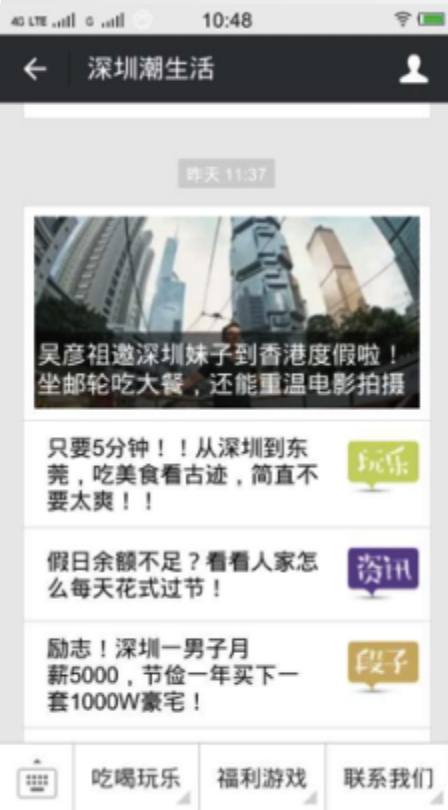 4G LTE G 10:48
深圳潮生活
昨天 11:37
吴彦祖邀深圳妹子到香港度假啦！
坐邮轮吃大餐，还能重温电影拍摄
只要5分钟！！从深圳到东
莞，吃美食看古迹，简直不
要太爽！！
玩乐
假日余额不足？看看人家怎
么每天花式过节！
资讯
励志！深圳一男子月
薪5000，节俭一年买下一
套1000W豪宅！
段子
吃喝玩乐 福利游戏 联系我们